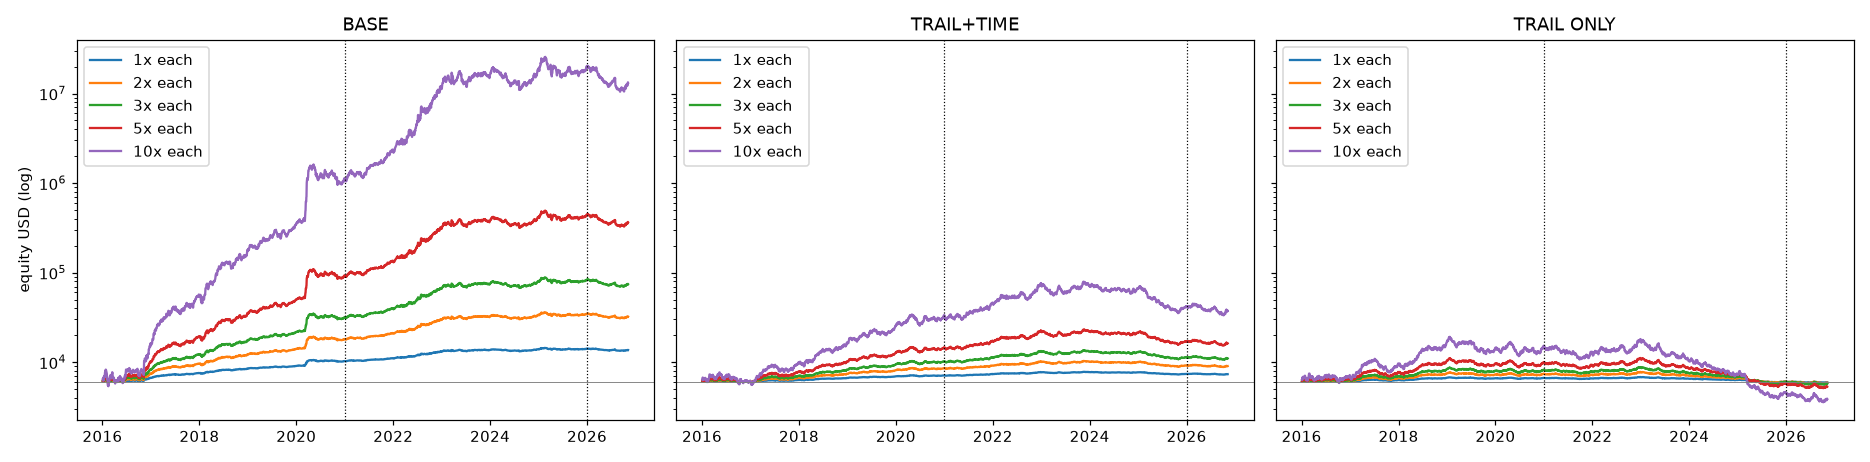 BASE
1x each
2x each
3x each
5x each
10x each
equity USD (log)
10^7
10^6
10^5
10^4
2016 2018 2020 2022 2024 2026
TRAIL+TIME
1x each
2x each
3x each
5x each
10x each
2016 2018 2020 2022 2024 2026
TRAIL ONLY
1x each
2x each
3x each
5x each
10x each
2016 2018 2020 2022 2024 2026